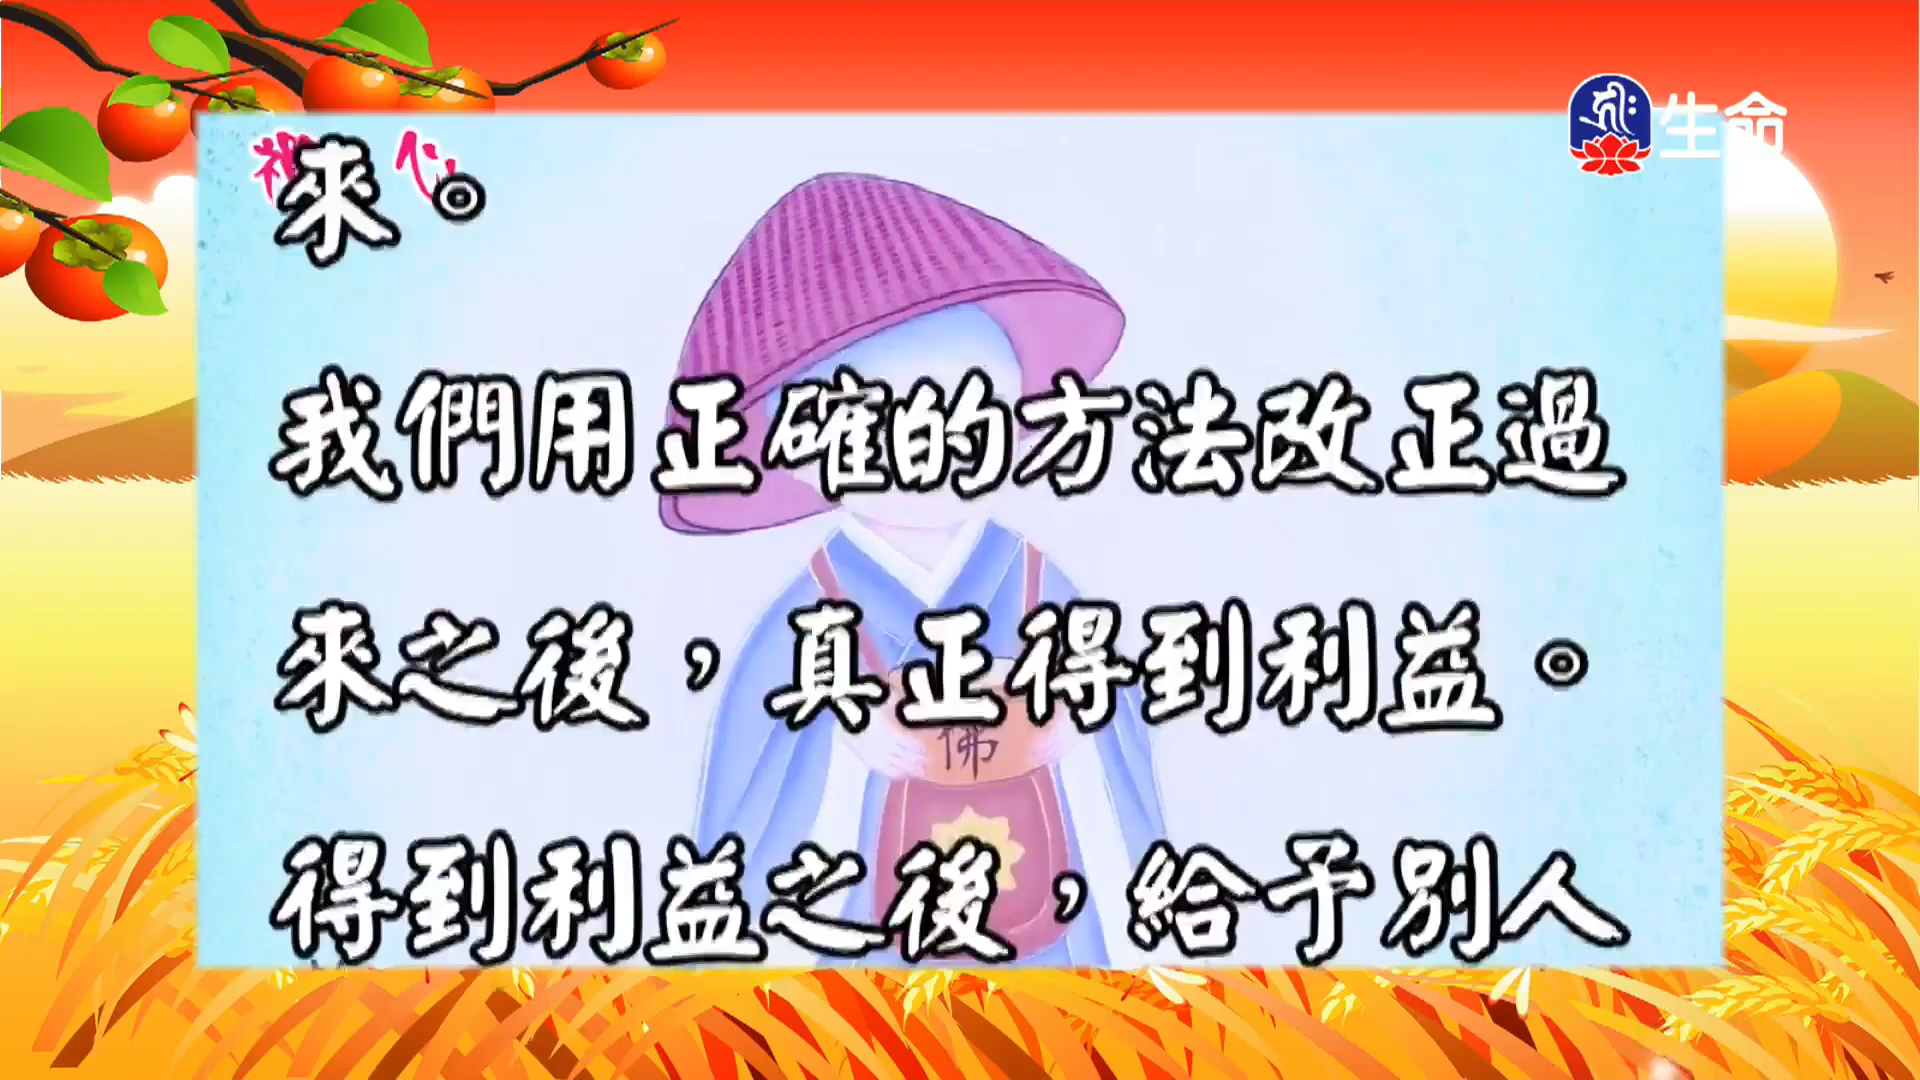 生命
來。
我們用正確的方法改正過
來之後，真正得到利益。
佛
得到利益之後，給予別人